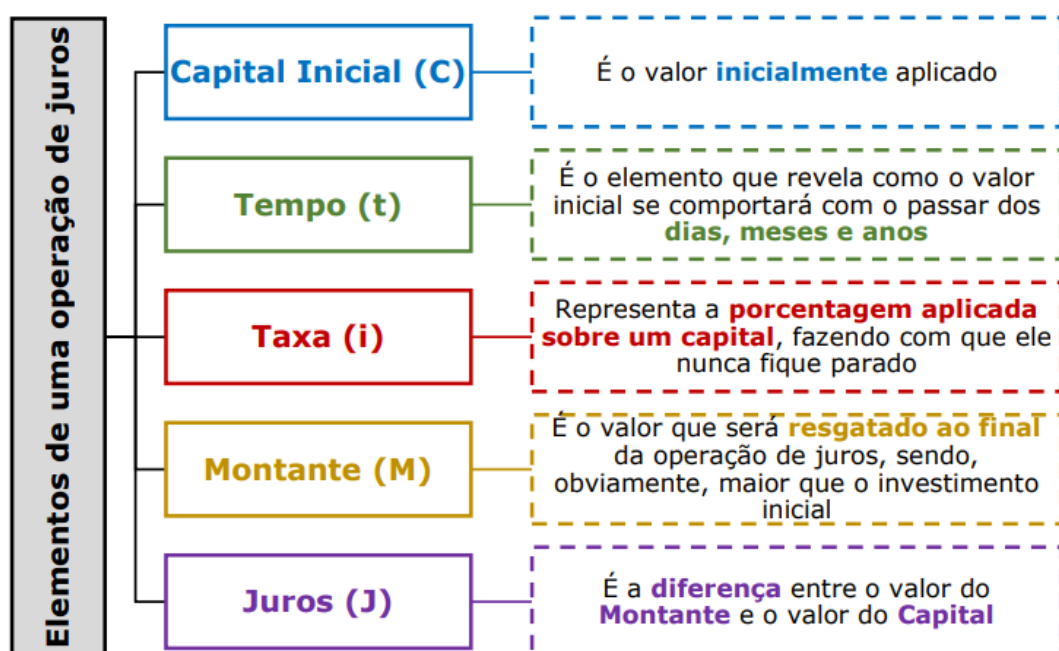 Elementos de uma operação de juros
Capital Inicial (C)
É o valor inicialmente aplicado
Tempo (t)
É o elemento que revela como o valor
inicial se comportará com o passar dos
dias, meses e anos
Taxa (i)
Representa a porcentagem aplicada
sobre um capital, fazendo com que ele
nunca fique parado
Montante (M)
É o valor que será resgatado ao final
da operação de juros, sendo,
obviamente, maior que o investimento
inicial
Juros (J)
É a diferença entre o valor do
Montante e o valor do Capital